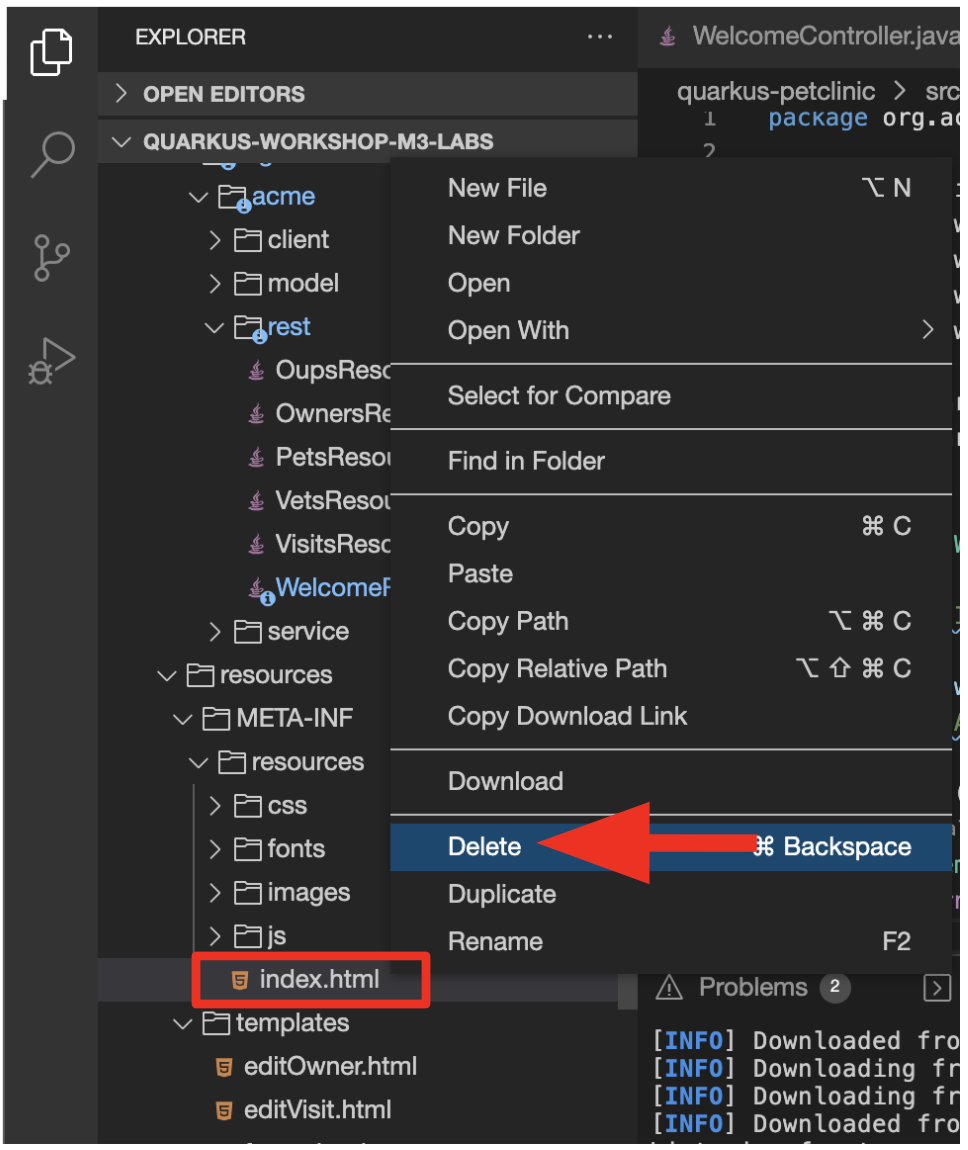 EXPLORER
OPEN EDITORS
QUARKUS-WORKSHOP-M3-LABS
acme
client
model
rest
OupsReso
OwnersRe
PetsResou
VetsResou
VisitsReso
WelcomeR
service
resources
META-INF
resources
css
fonts
images
js
index.html
templates
editOwner.html
editVisit.html
New File ⌥ N
New Folder
Open
Open With
Select for Compare
Find in Folder
Copy ⌘ C
Paste
Copy Path ⌥ ⌘ C
Copy Relative Path ⌥ ⇧ ⌘ C
Copy Download Link
Download
Delete ⌘ Backspace
Duplicate
Rename F2
WelcomeController.java
quarkus-petclinic > src
1 package org.ac
2
Problems 2
[INFO] Downloaded fro
[INFO] Downloading fr
[INFO] Downloading fr
[INFO] Downloaded fro